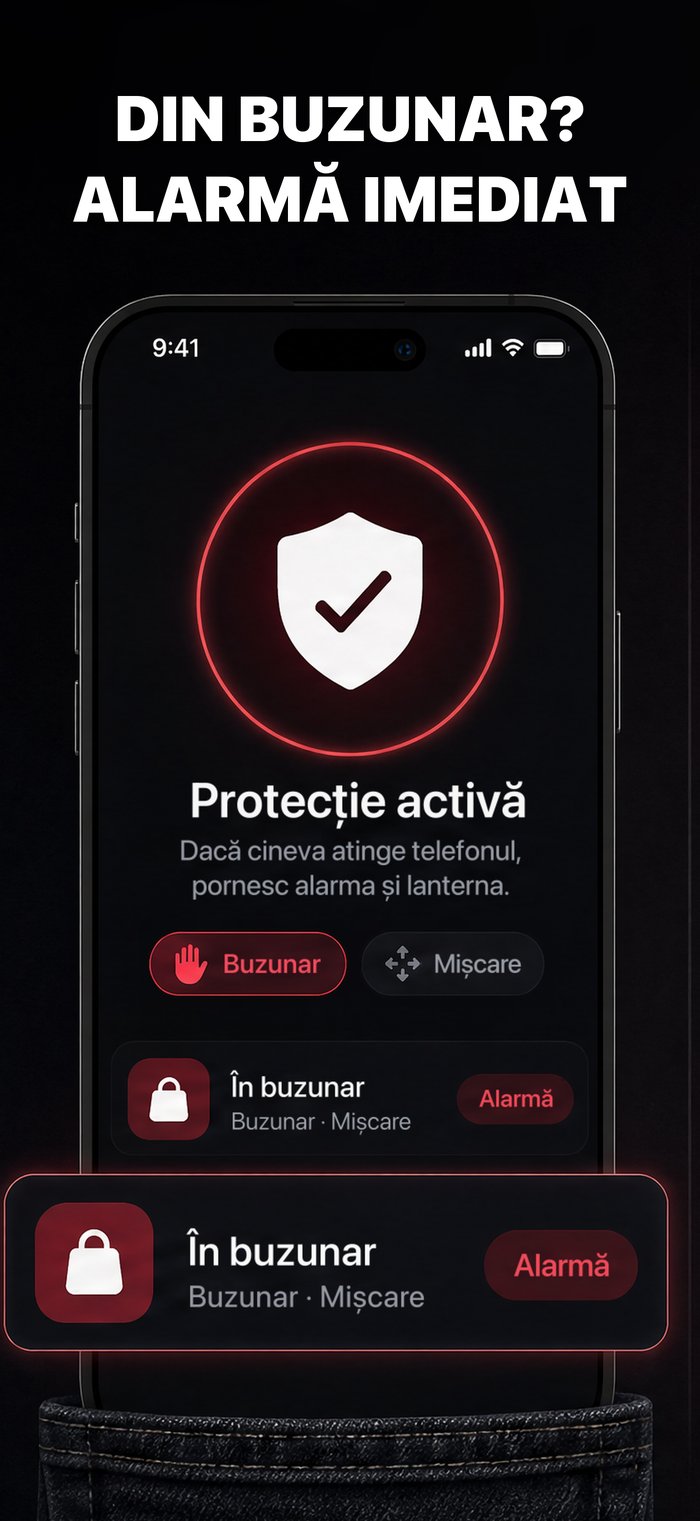 DIN BUZUNAR?
ALARMĂ IMEDIAT
9:41
Protecție activă
Dacă cineva atinge telefonul,
pornesc alarma și lanterna.
Buzunar
Mișcare
În buzunar
Buzunar · Mișcare
Alarmă
În buzunar
Buzunar · Mișcare
Alarmă